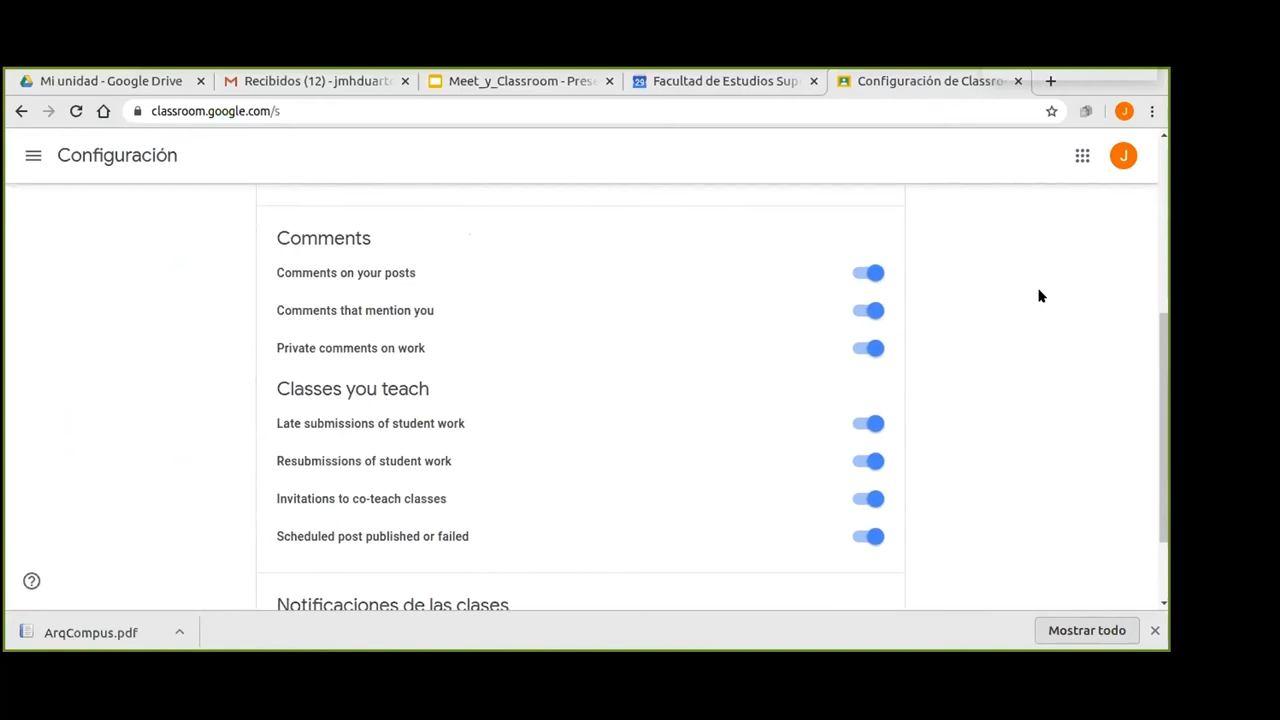 Mi unidad - Google Drive
Recibidos (12) - jmhduarte
Meet_y_Classroom - Prese
Facultad de Estudios Sup
Configuración de Classro
classroom.google.com/s
J
Configuración
J
Comments
Comments on your posts
Comments that mention you
Private comments on work
Classes you teach
Late submissions of student work
Resubmissions of student work
Invitations to co-teach classes
Scheduled post published or failed
Notificaciones de las clases
ArqCompus.pdf
Mostrar todo